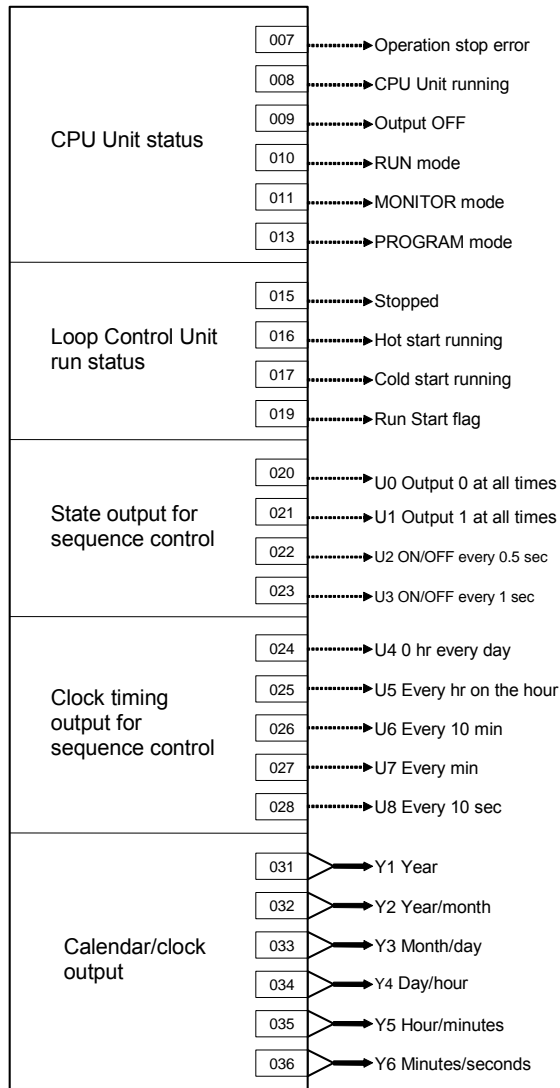 007 Operation stop error
008 CPU Unit running
009 Output OFF
CPU Unit status
010 RUN mode
011 MONITOR mode
013 PROGRAM mode
015 Stopped
Loop Control Unit
run status
016 Hot start running
017 Cold start running
019 Run Start flag
020 U0 Output 0 at all times
State output for
sequence control
021 U1 Output 1 at all times
022 U2 ON/OFF every 0.5 sec
023 U3 ON/OFF every 1 sec
024 U4 0 hr every day
Clock timing
output for
sequence control
025 U5 Every hr on the hour
026 U6 Every 10 min
027 U7 Every min
028 U8 Every 10 sec
031 Y1 Year
032 Y2 Year/month
Calendar/clock
output
033 Y3 Month/day
034 Y4 Day/hour
035 Y5 Hour/minutes
036 Y6 Minutes/seconds